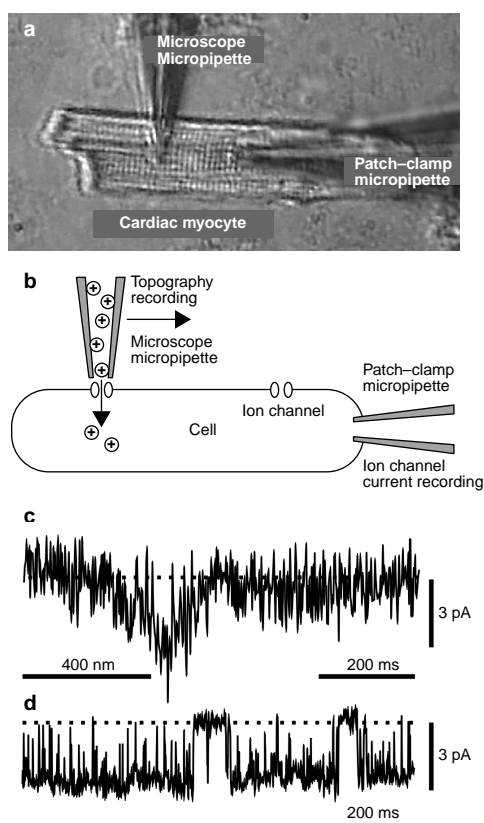 a
Microscope
Micropipette
Patch–clamp
micropipette
Cardiac myocyte
b
Topography
recording
Microscope
micropipette
Patch–clamp
micropipette
Ion channel
Cell
Ion channel
current recording
c
3 pA
400 nm
200 ms
d
3 pA
200 ms